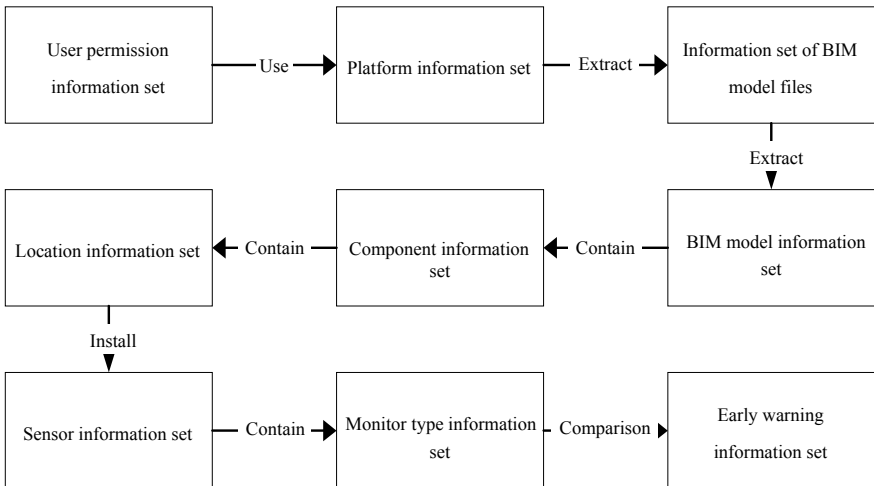 User permission
information set
Use
Platform information set
Extract
Information set of BIM
model files
Extract
Location information set
Contain
Component information
set
Contain
BIM model information
set
Install
Sensor information set
Contain
Monitor type information
set
Comparison
Early warning
information set